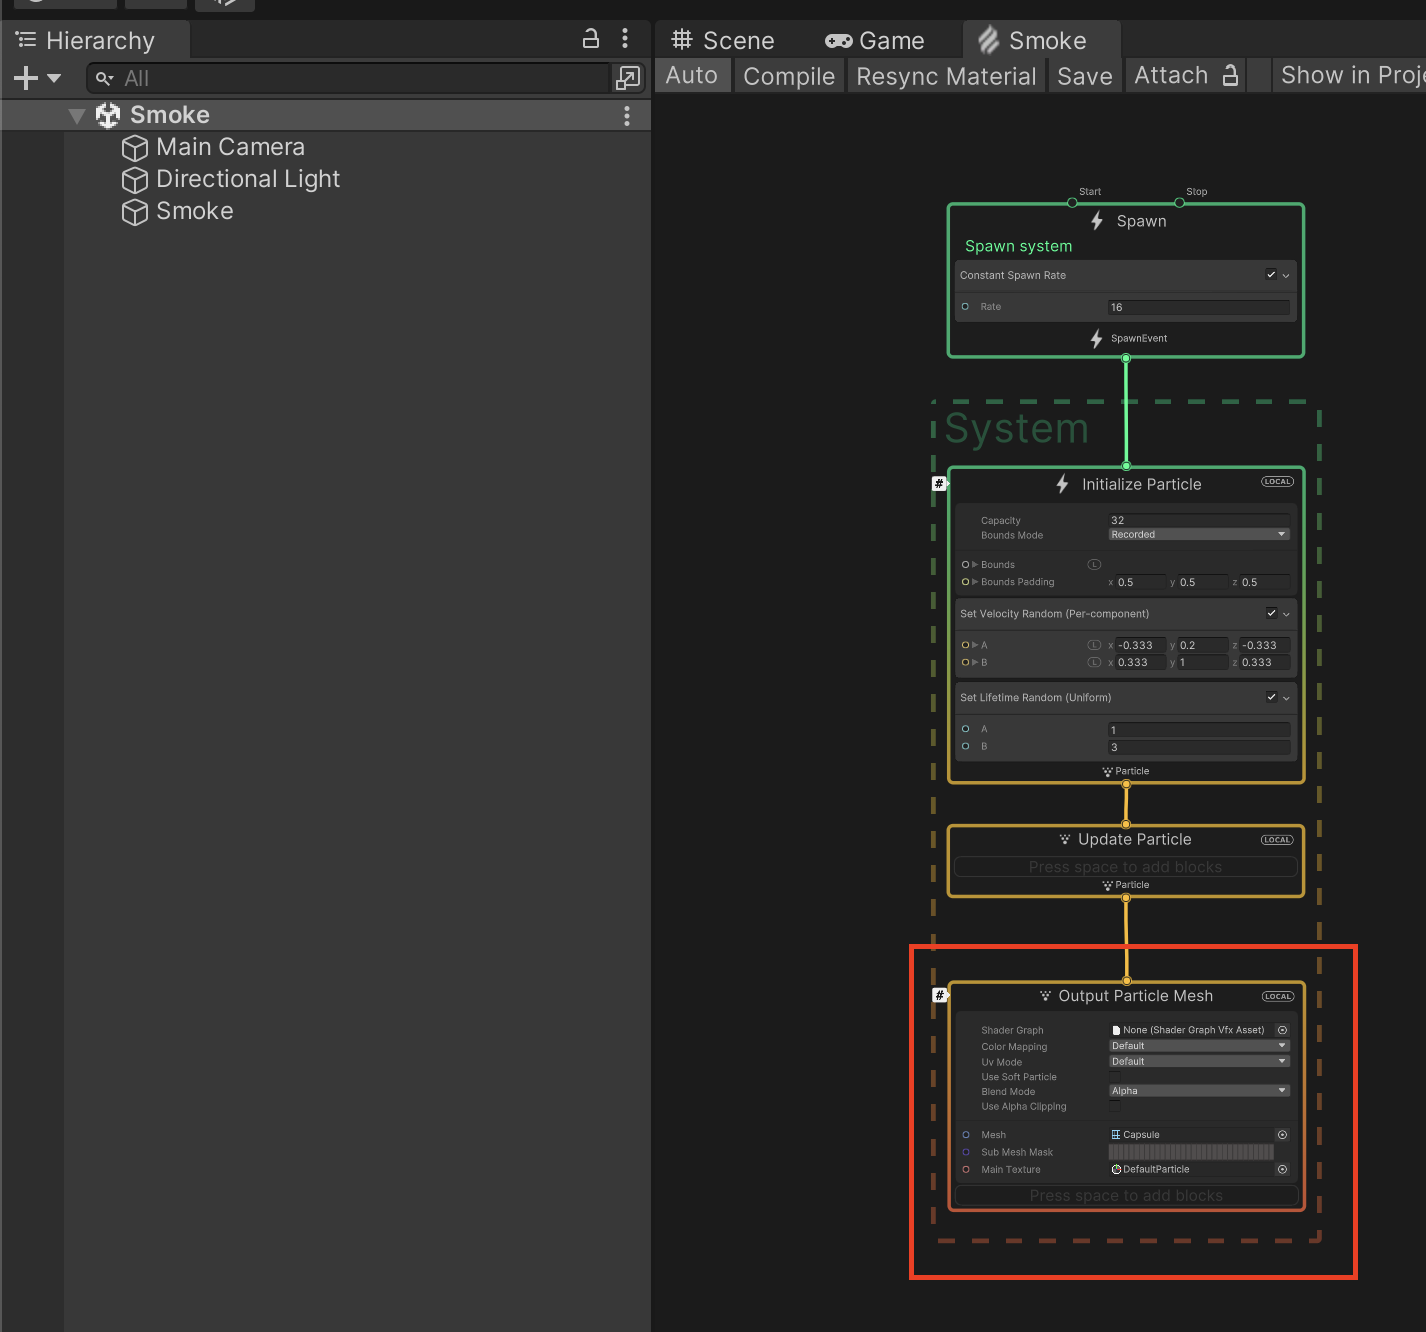 Hierarchy
All
Smoke
Main Camera
Directional Light
Smoke
Scene
Game
Smoke
Auto
Compile
Resync Material
Save
Attach
Show in Proje
Start
Stop
Spawn
Spawn system
Constant Spawn Rate
Rate
16
SpawnEvent
System
#
Initialize Particle
LOCAL
Capacity
32
Bounds Mode
Recorded
Bounds
L
Bounds Padding
x 0.5 y 0.5 z 0.5
Set Velocity Random (Per-component)
A
L
x -0.333 y 0.2 z -0.333
B
L
x 0.333 y 1 z 0.333
Set Lifetime Random (Uniform)
A
1
B
3
Particle
Update Particle
LOCAL
Press space to add blocks
Particle
#
Output Particle Mesh
LOCAL
Shader Graph
None (Shader Graph Vfx Asset)
Color Mapping
Default
Uv Mode
Default
Use Soft Particle
Blend Mode
Alpha
Use Alpha Clipping
Mesh
Capsule
Sub Mesh Mask
Main Texture
DefaultParticle
Press space to add blocks